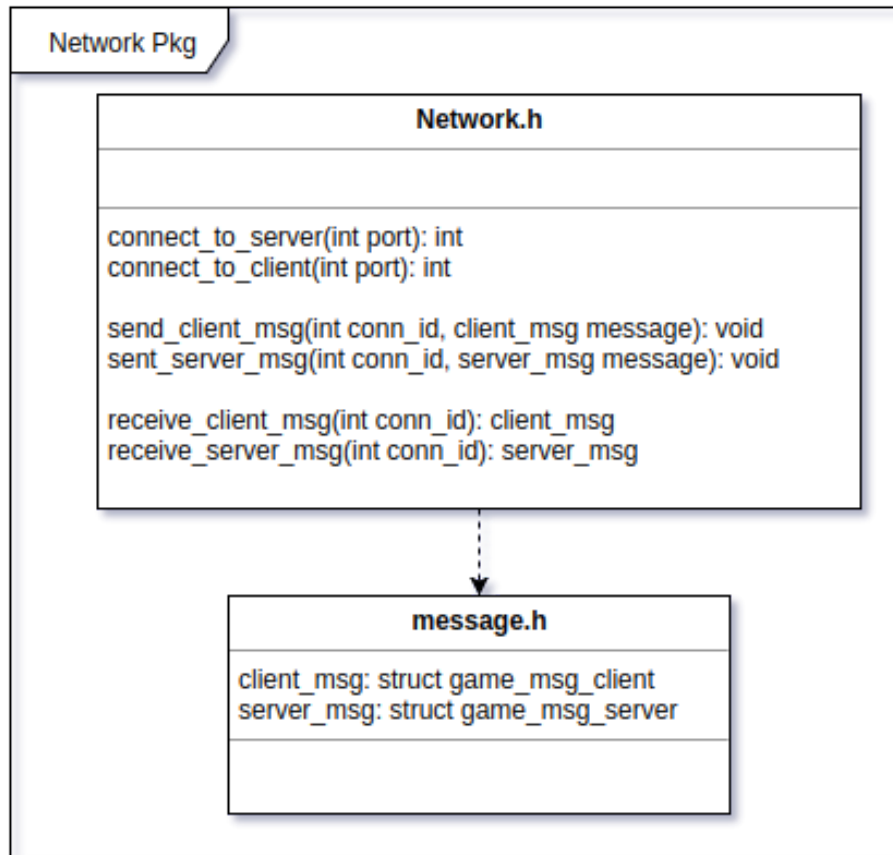 Network Pkg
Network.h
connect_to_server(int port): int
connect_to_client(int port): int
send_client_msg(int conn_id, client_msg message): void
sent_server_msg(int conn_id, server_msg message): void
receive_client_msg(int conn_id): client_msg
receive_server_msg(int conn_id): server_msg
message.h
client_msg: struct game_msg_client
server_msg: struct game_msg_server